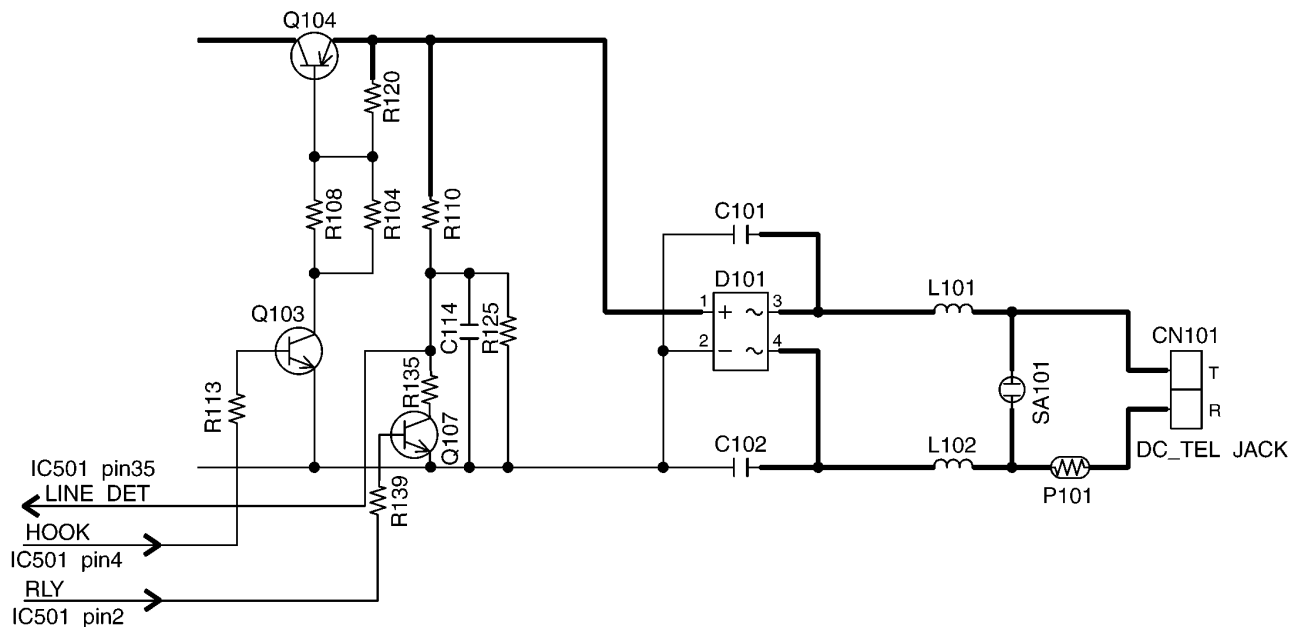 Q104
R120
R108
R104
R110
C101
D101
1 + ~ 3
2 − ~ 4
L101
CN101
T
R
DC_TEL JACK
SA101
Q103
C114
R125
R135
R113
Q107
C102
L102
P101
IC501 pin35
LINE DET
R139
HOOK
IC501 pin4
RLY
IC501 pin2